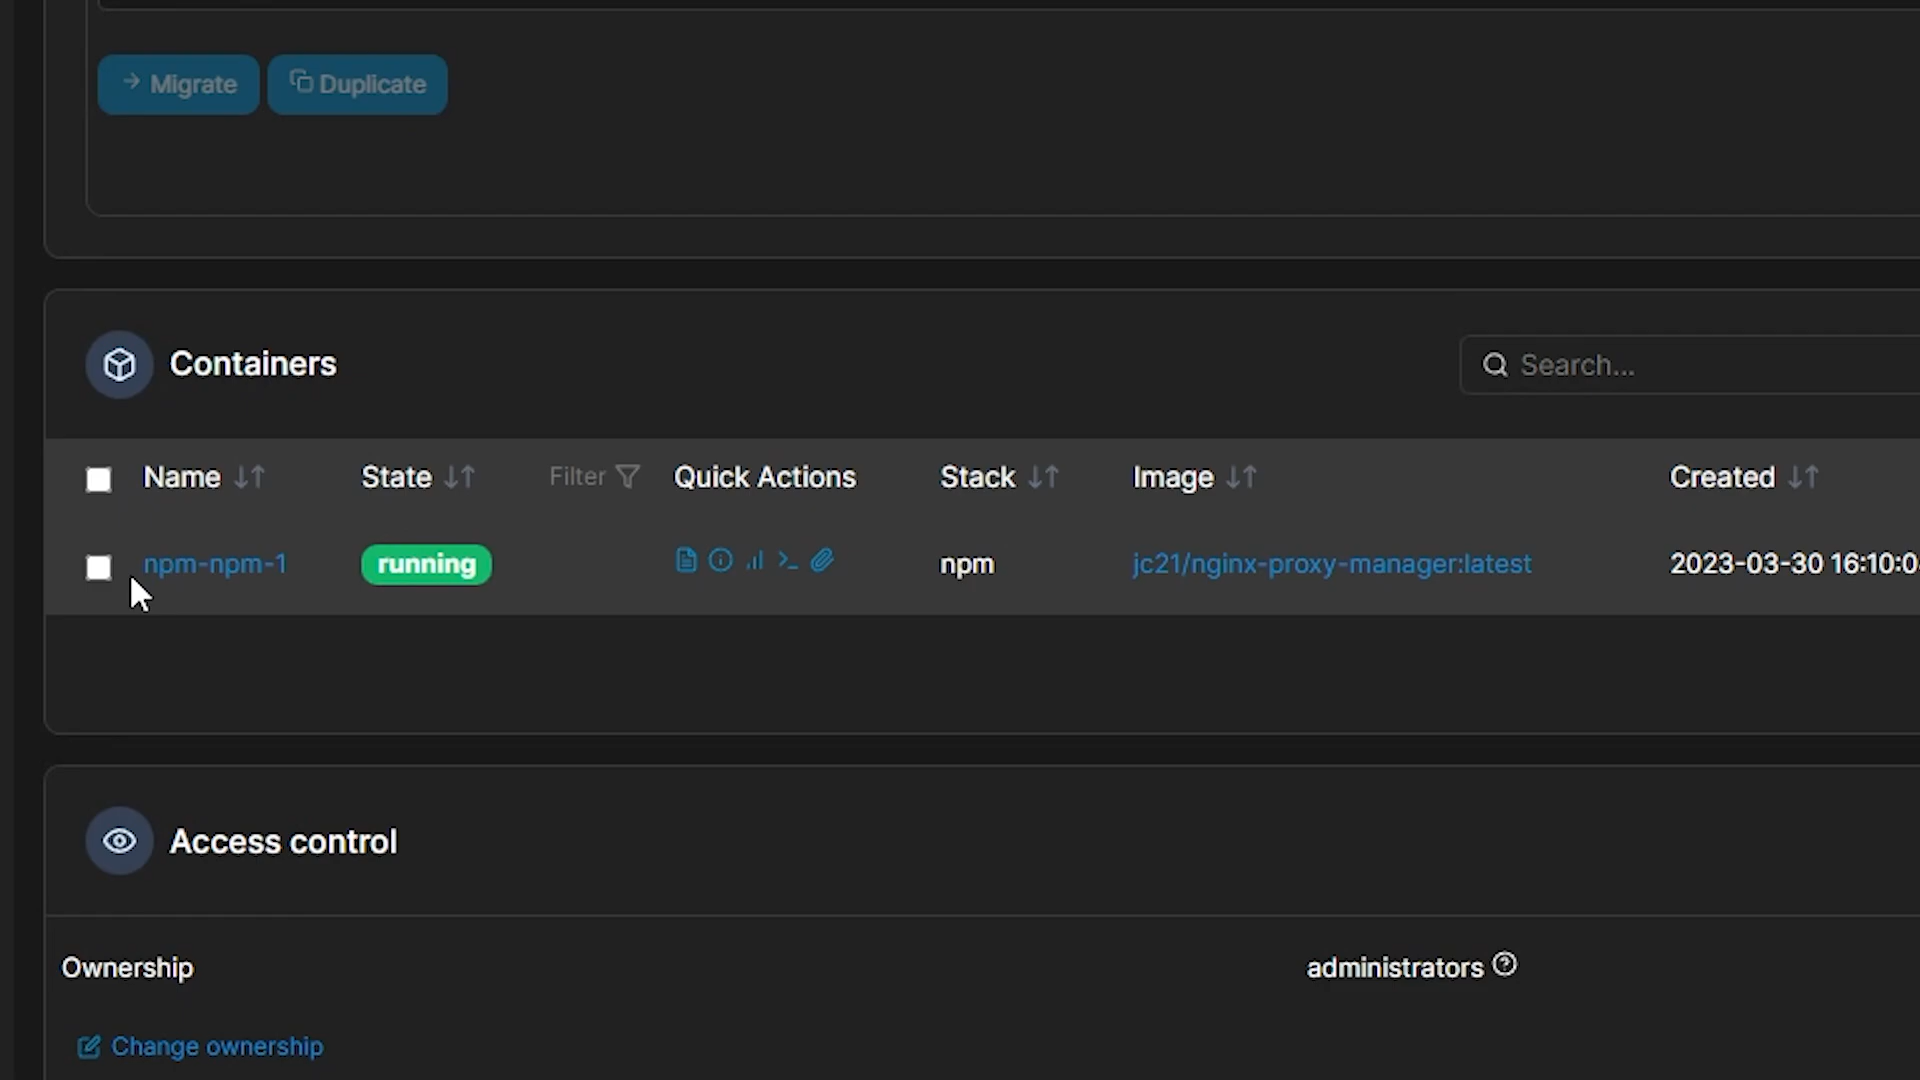 Migrate Duplicate
Containers
Search...
Name State Filter Quick Actions Stack Image Created
npm-npm-1 running npm jc21/nginx-proxy-manager:latest 2023-03-30 16:10:0
Access control
Ownership administrators
Change ownership